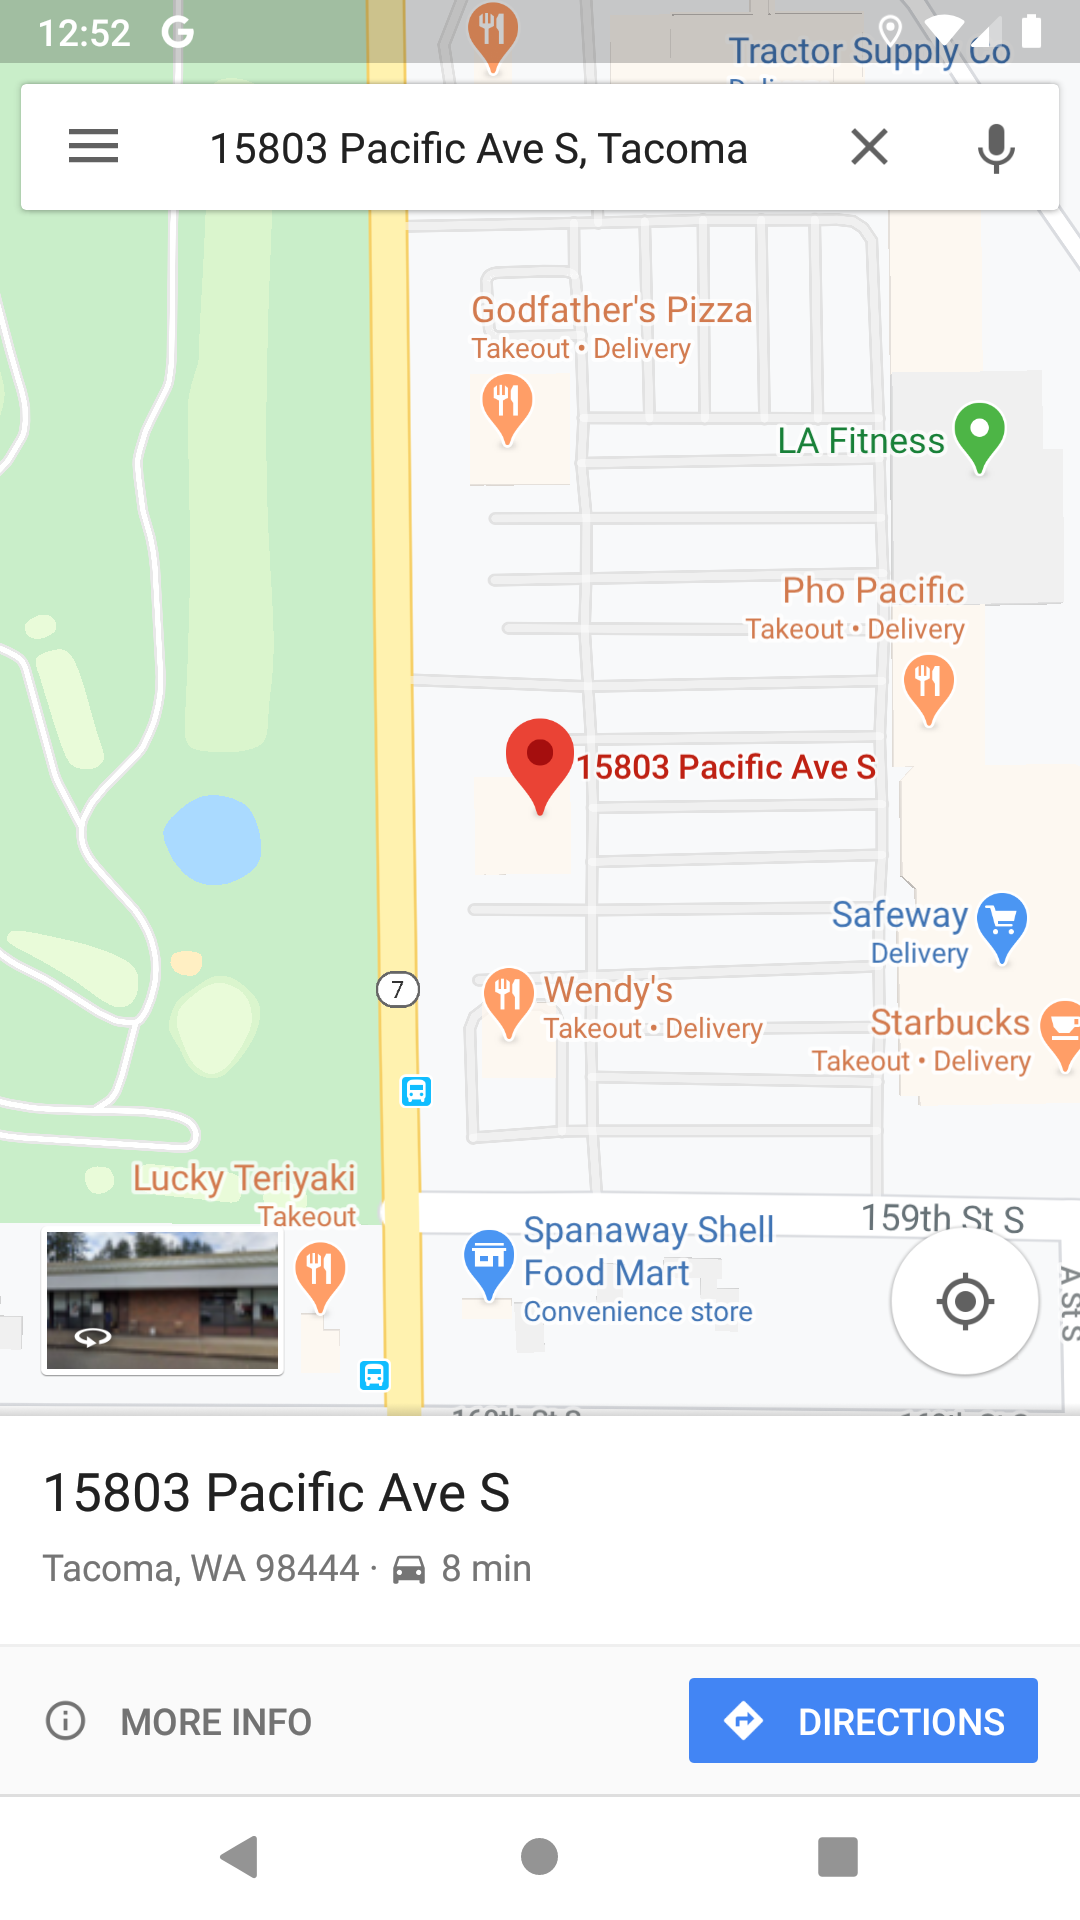 12:52
Tractor Supply Co
15803 Pacific Ave S, Tacoma
Godfather's Pizza
Takeout • Delivery
LA Fitness
Pho Pacific
Takeout • Delivery
15803 Pacific Ave S
Safeway
Delivery
7
Wendy's
Takeout • Delivery
Starbucks
Takeout • Delivery
Lucky Teriyaki
Takeout
159th St S
Spanaway Shell
Food Mart
Convenience store
A St S
15803 Pacific Ave S
Tacoma, WA 98444 · 8 min
MORE INFO
DIRECTIONS